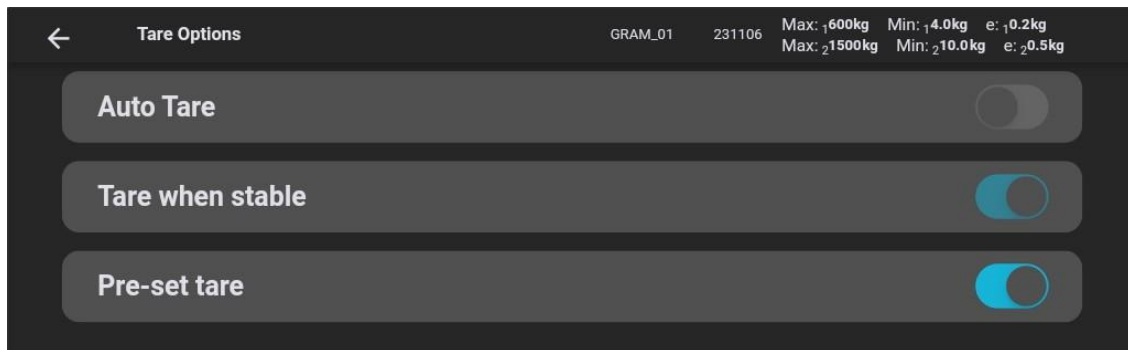 Tare Options GRAM_01 231106 Max: ₁600kg Min: ₁4.0kg e: ₁0.2kg
Max: ₂1500kg Min: ₂10.0kg e: ₂0.5kg
Auto Tare
Tare when stable
Pre-set tare